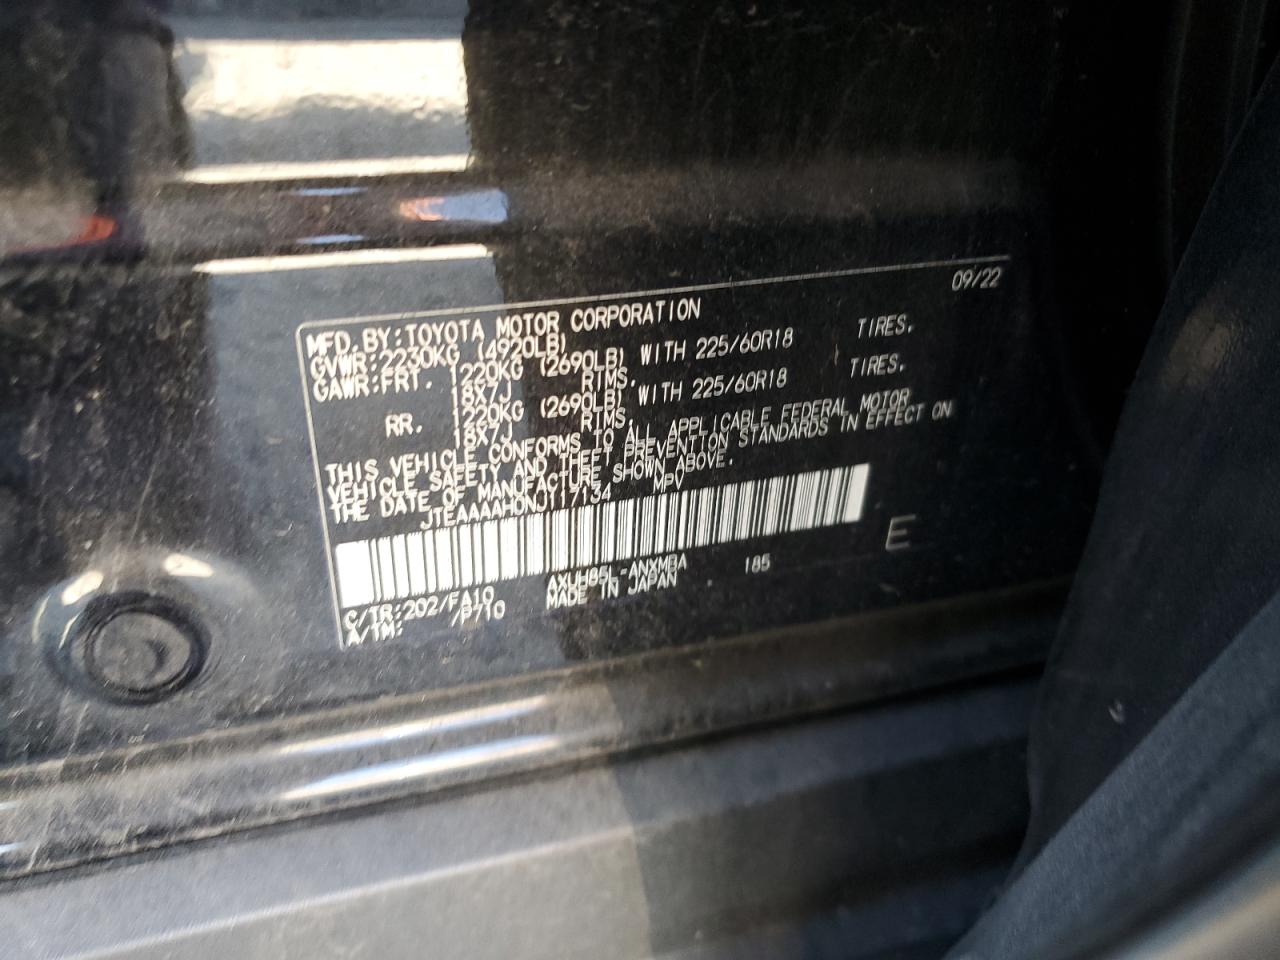 09/22
MFD.BY:TOYOTA MOTOR CORPORATION
GVWR:2230KG (4920LB)
GAWR:FRT. 1220KG (2690LB) WITH 225/60R18 TIRES,
18X7J RIMS,
RR. 1220KG (2690LB) WITH 225/60R18 TIRES,
18X7J RIMS,
THIS VEHICLE CONFORMS TO ALL APPLICABLE FEDERAL MOTOR
VEHICLE SAFETY AND THEFT PREVENTION STANDARDS IN EFFECT ON
THE DATE OF MANUFACTURE SHOWN ABOVE.
JTEAAAAH0NJ117134 MPV
E
C/TR:202/FA10 AXUH85L-ANXMBA 185
A/TM: /P710 MADE IN JAPAN